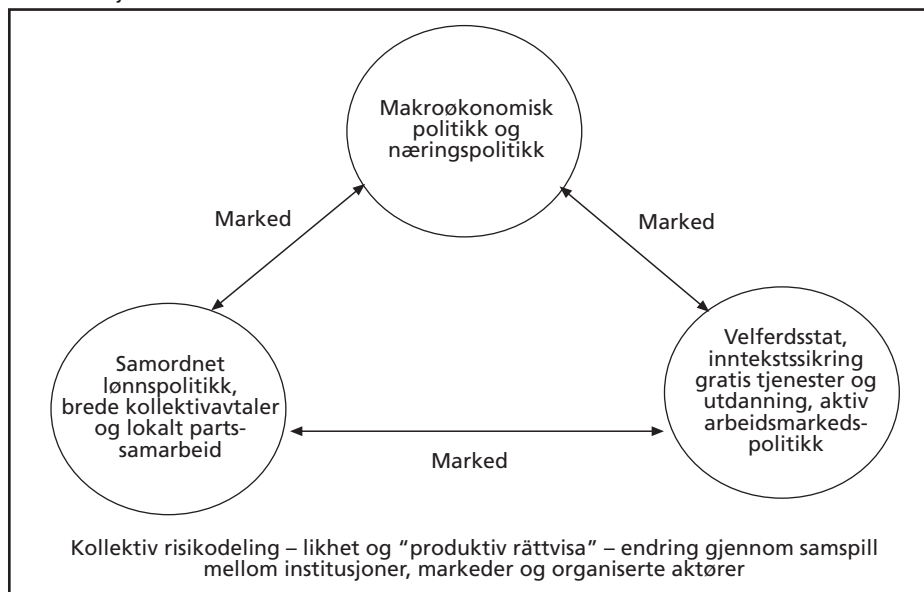 Makroøkonomisk
politikk og
næringspolitikk
Marked
Marked
Samordnet
lønnspolitikk,
brede kollektivavtaler
og lokalt parts-
samarbeid
Velferdsstat,
inntekstssikring
gratis tjenester og
utdanning, aktiv
arbeidsmarkeds-
politikk
Marked
Kollektiv risikodeling – likhet og "produktiv rättvisa" – endring gjennom samspill
mellom institusjoner, markeder og organiserte aktører